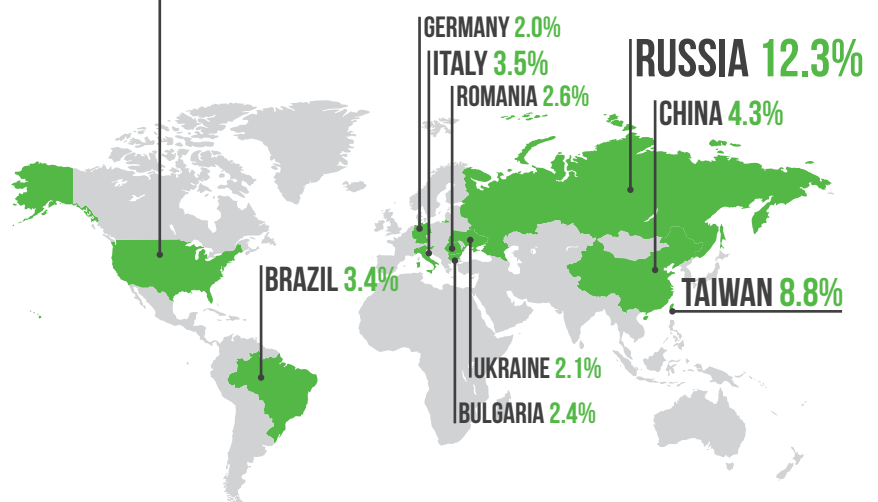 GERMANY 2.0%
ITALY 3.5%
ROMANIA 2.6%
RUSSIA 12.3%
CHINA 4.3%
BRAZIL 3.4%
TAIWAN 8.8%
UKRAINE 2.1%
BULGARIA 2.4%